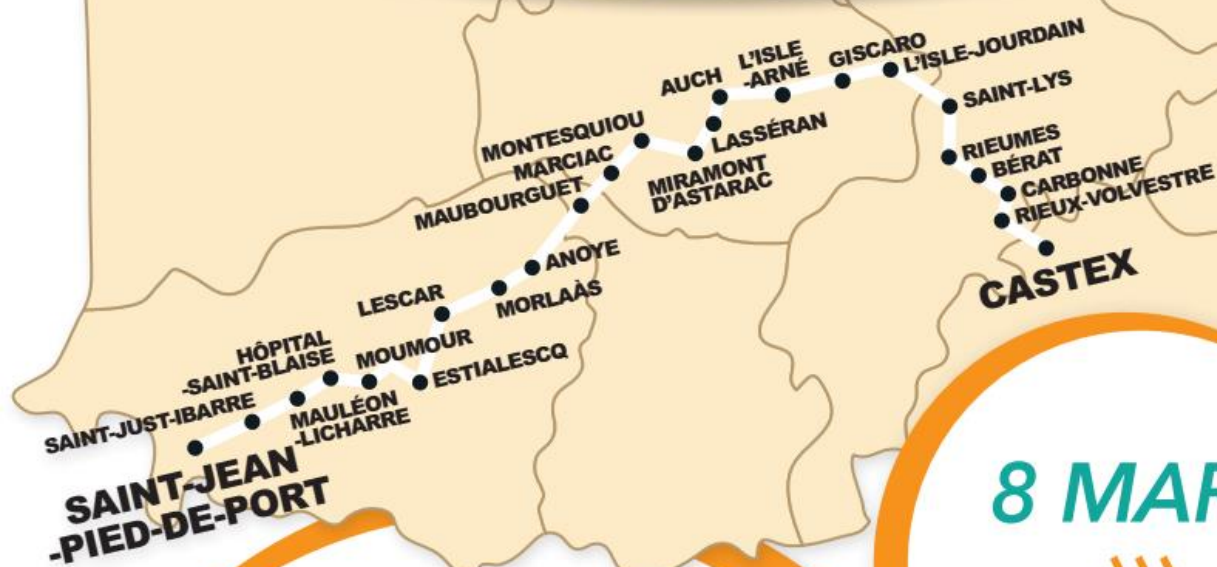 AUCH
L'ISLE
-ARNÉ
GISCARO
L'ISLE-JOURDAIN
SAINT-LYS
RIEUMES
BÉRAT
CARBONNE
RIEUX-VOLVESTRE
CASTEX
MONTESQUIOU
MARCIAC
MAUBOURGUET
LASSÉRAN
MIRAMONT
D'ASTARAC
ANOYE
MORLAÀS
LESCAR
HÔPITAL
-SAINT-BLAISE
MOUMOUR
ESTIALESCQ
SAINT-JUST-IBARRE
MAULÉON
-LICHARRE
SAINT-JEAN
-PIED-DE-PORT
8 MAR